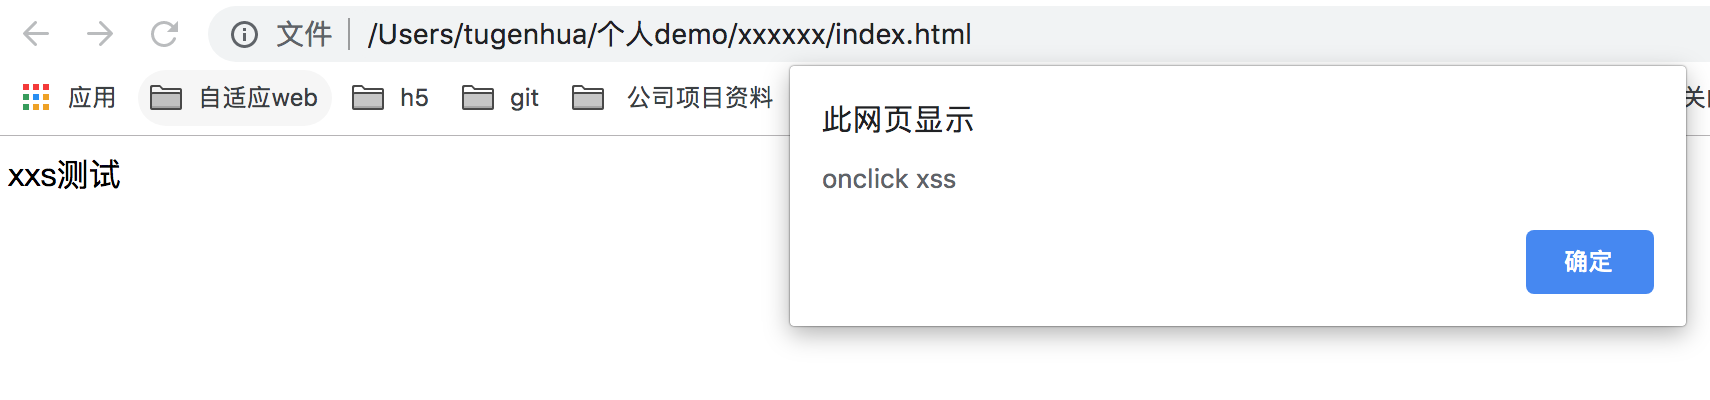 文件 /Users/tugenhua/个人demo/xxxxxx/index.html
应用 自适应web h5 git 公司项目资料
此网页显示
onclick xss
确定
xxs测试